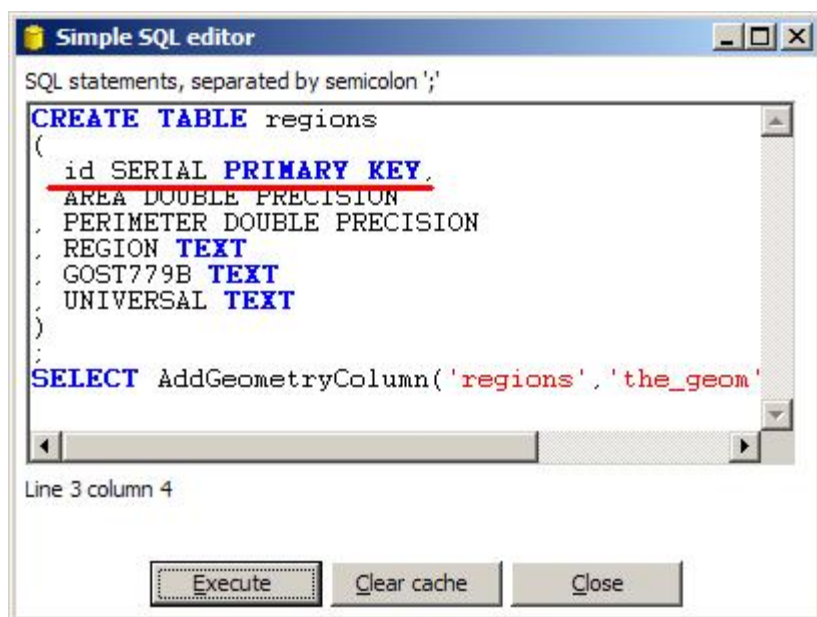 Simple SQL editor
SQL statements, separated by semicolon ';'
CREATE TABLE regions
(
id SERIAL PRIMARY KEY,
AREA DOUBLE PRECISION
, PERIMETER DOUBLE PRECISION
, REGION TEXT
, GOST779B TEXT
, UNIVERSAL TEXT
)
;
SELECT AddGeometryColumn('regions','the_geom'
Line 3 column 4
Execute Clear cache Close